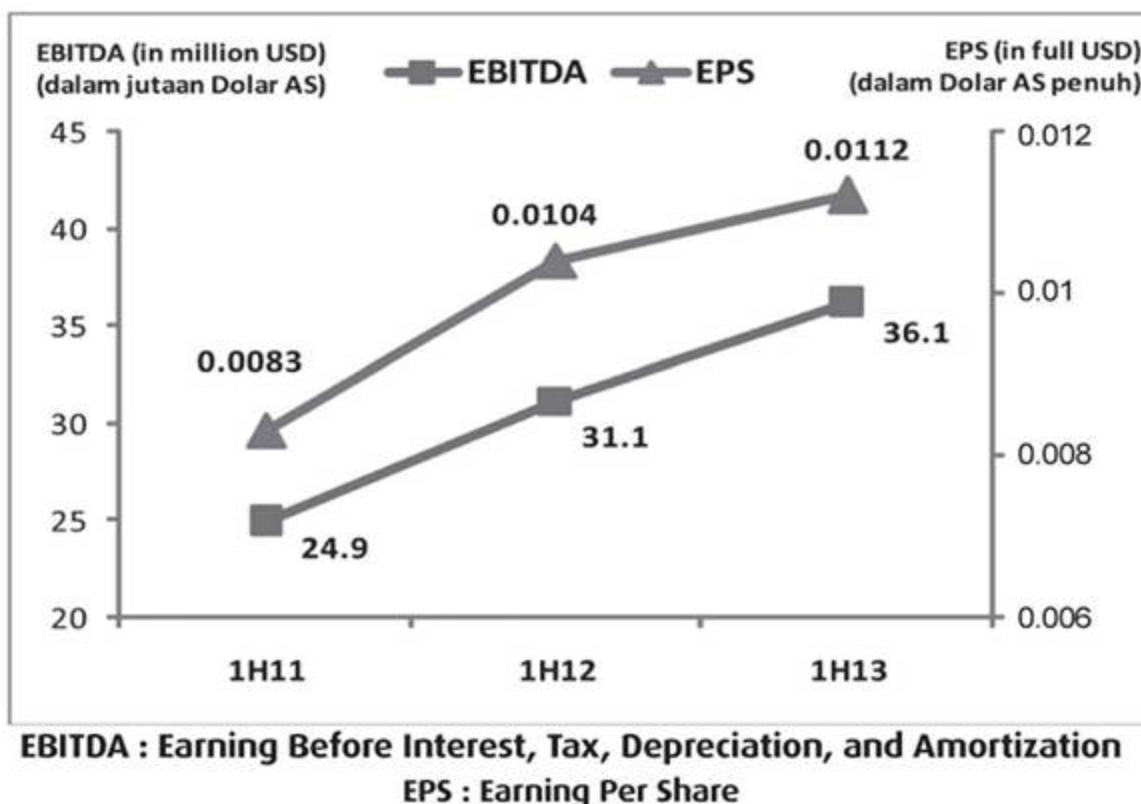 EBITDA (in million USD)
(dalam jutaan Dolar AS)
EBITDA
EPS
EPS (in full USD)
(dalam Dolar AS penuh)
45
40
35
30
25
20
0.012
0.01
0.008
0.006
0.0083
0.0104
0.0112
24.9
31.1
36.1
1H11
1H12
1H13
EBITDA : Earning Before Interest, Tax, Depreciation, and Amortization
EPS : Earning Per Share